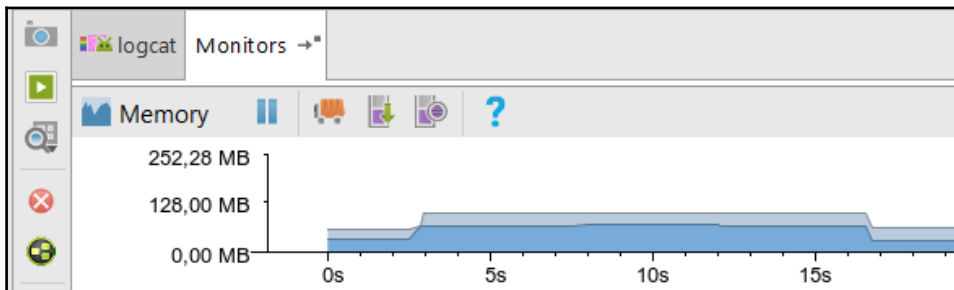 logcat Monitors
Memory ?
252,28 MB
128,00 MB
0,00 MB
0s 5s 10s 15s